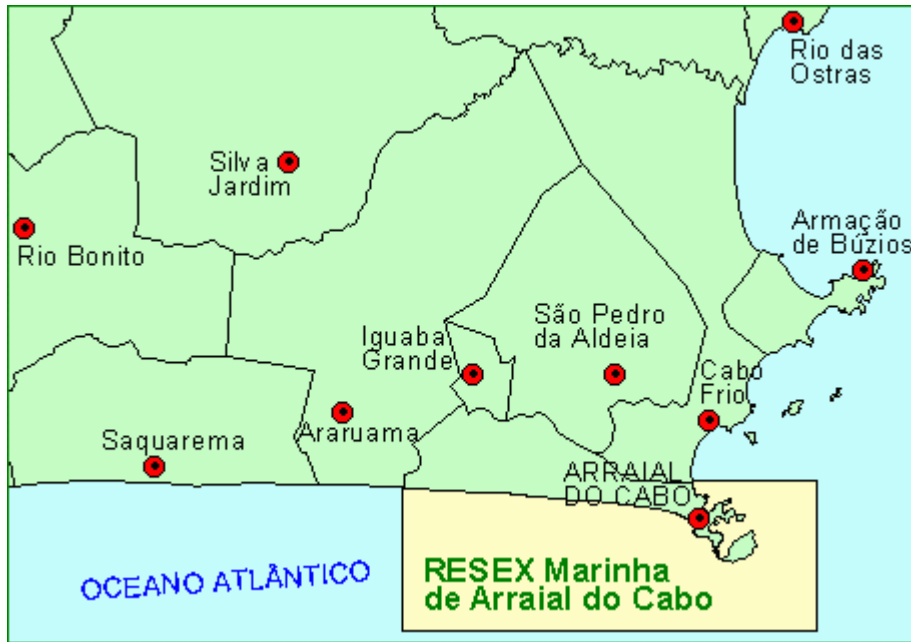 Rio das
Ostras
Silva
Jardim
Armação
de Búzios
Rio Bonito
São Pedro
da Aldeia
Iguaba
Grande
Cabo
Frio
Araruama
Saquarema
ARRAIAL
DO CABO
OCEANO ATLÂNTICO
RESEX Marinha
de Arraial do Cabo